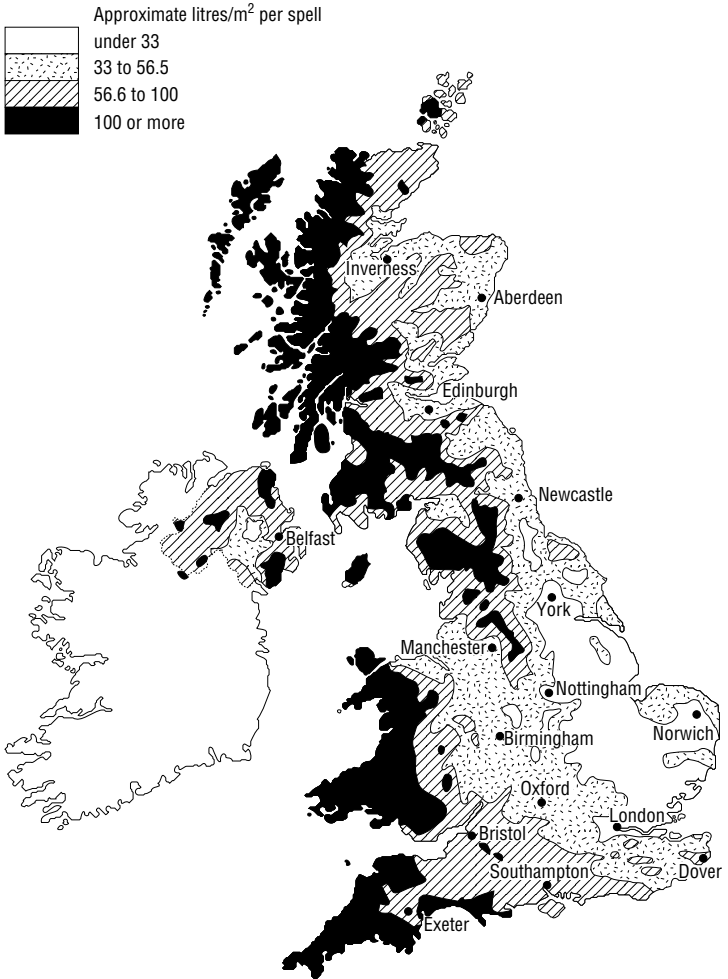 Approximate litres/m² per spell
under 33
33 to 56.5
56.6 to 100
100 or more
Inverness
Aberdeen
Edinburgh
Newcastle
Belfast
York
Manchester
Nottingham
Norwich
Birmingham
Oxford
London
Bristol
Dover
Southampton
Exeter